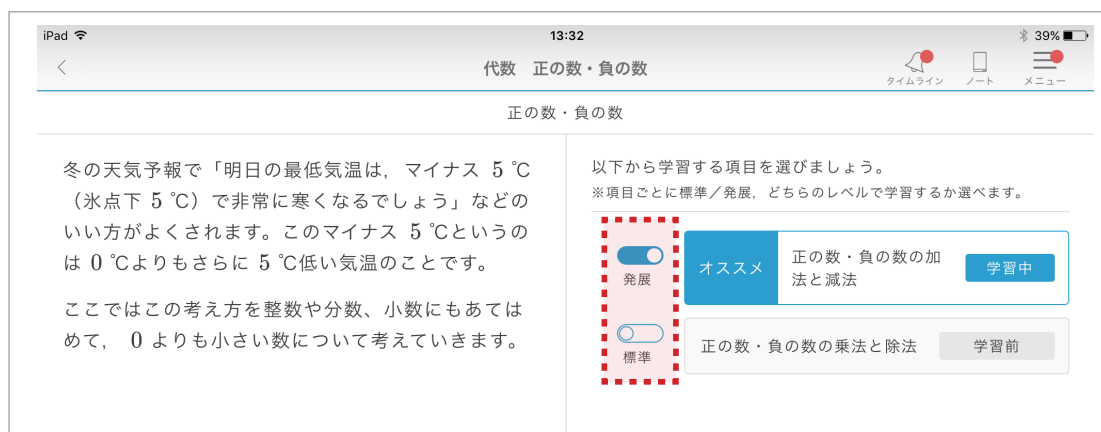 iPad 13:32 39%
代数 正の数・負の数
タイムライン ノート メニュー
正の数・負の数
冬の天気予報で「明日の最低気温は，マイナス 5 ℃
（氷点下 5 ℃）で非常に寒くなるでしょう」などの
いい方がよくされます。このマイナス 5 ℃というの
は 0 ℃よりもさらに 5 ℃低い気温のことです。
ここではこの考え方を整数や分数、小数にもあては
めて， 0 よりも小さい数について考えていきます。
以下から学習する項目を選びましょう。
※項目ごとに標準／発展，どちらのレベルで学習するか選べます。
発展
オススメ
正の数・負の数の加
法と減法
学習中
標準
正の数・負の数の乗法と除法
学習前